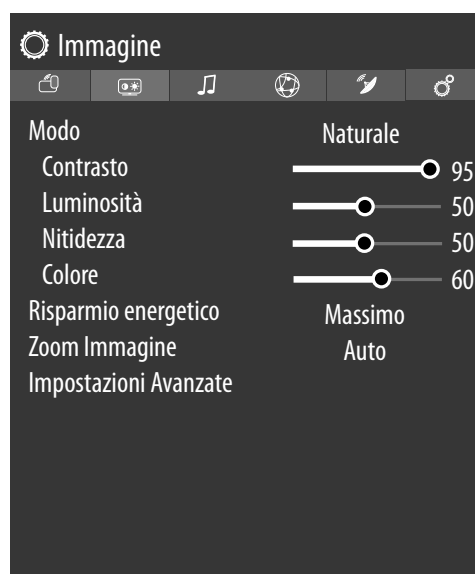 Immagine
Modo Naturale
Contrasto 95
Luminosità 50
Nitidezza 50
Colore 60
Risparmio energetico Massimo
Zoom Immagine Auto
Impostazioni Avanzate